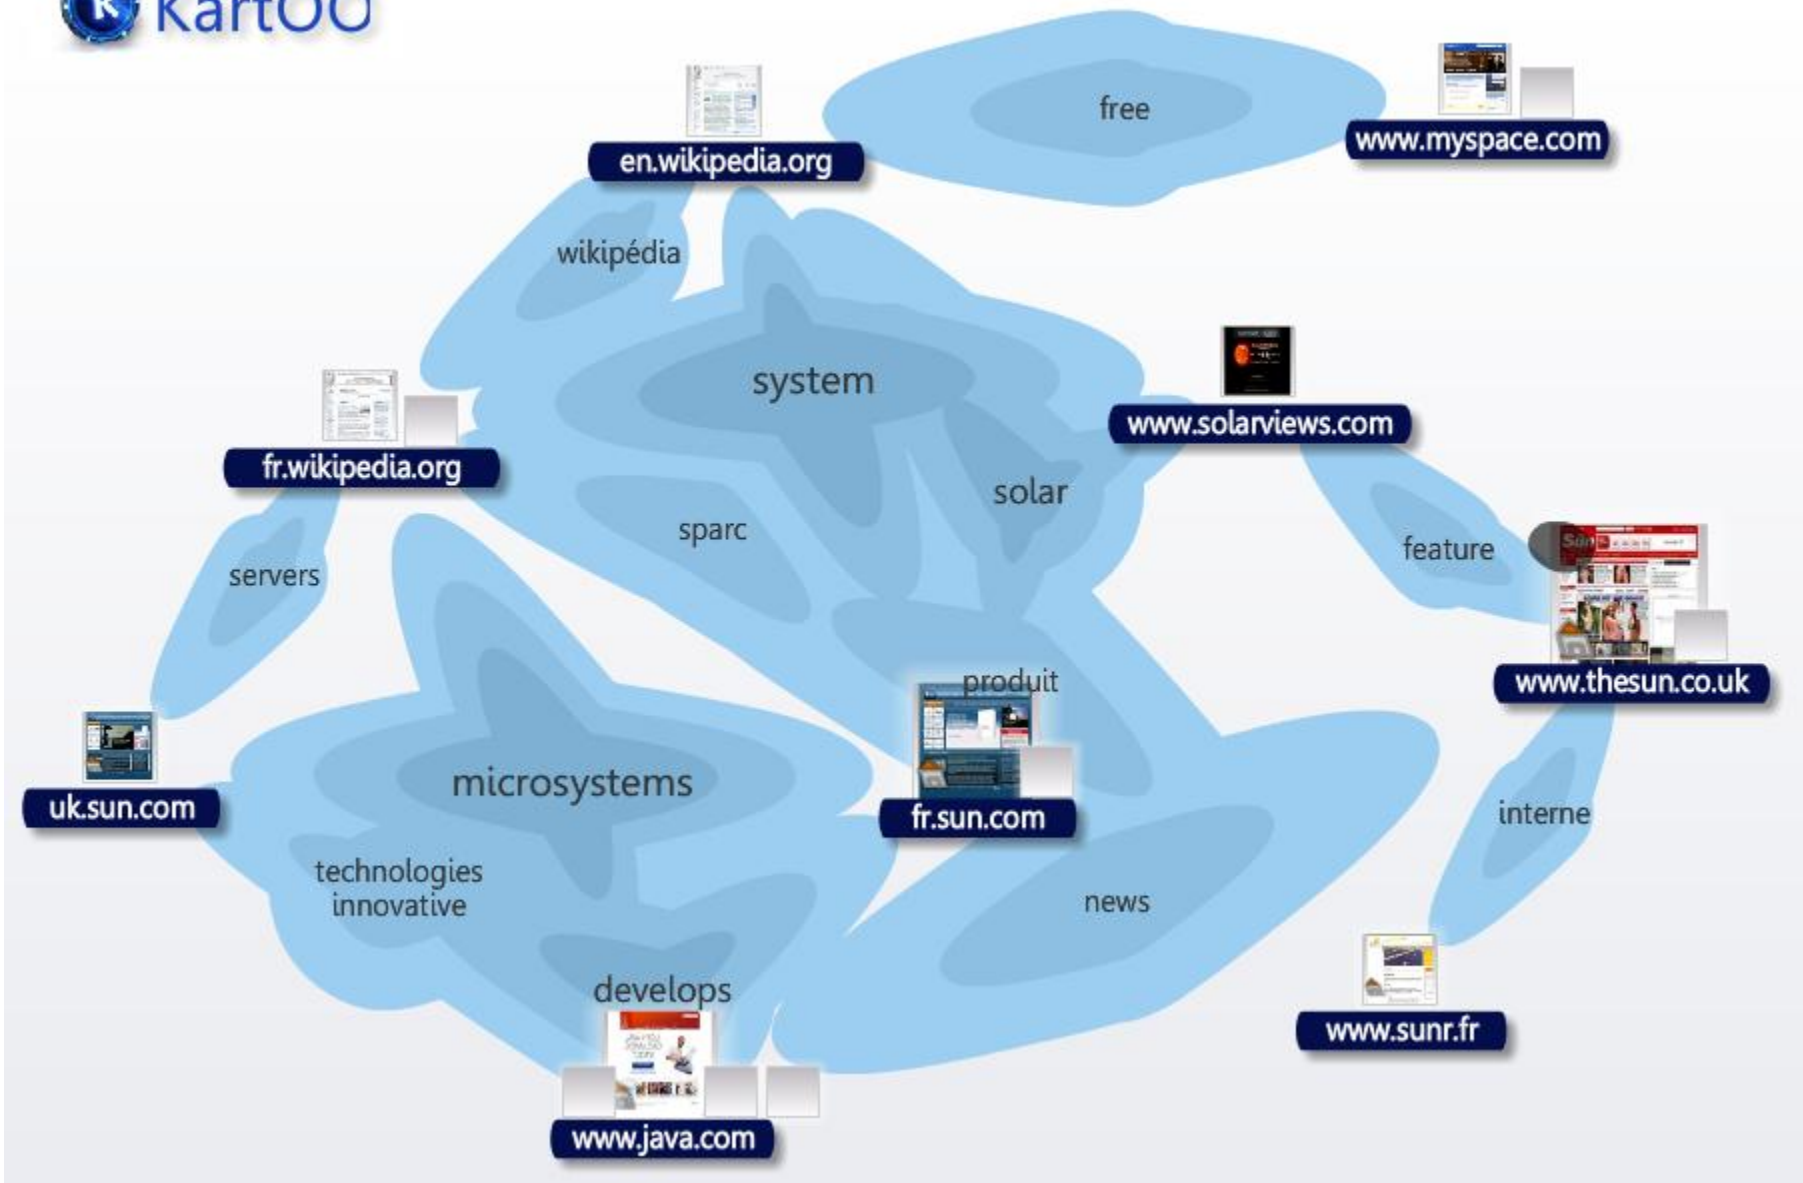 KartOO
free
www.myspace.com
en.wikipedia.org
wikipédia
system
www.solarviews.com
fr.wikipedia.org
solar
sparc
feature
Sun
servers
produit
www.thesun.co.uk
microsystems
uk.sun.com
fr.sun.com
interne
technologies
innovative
news
develops
www.sunr.fr
www.java.com